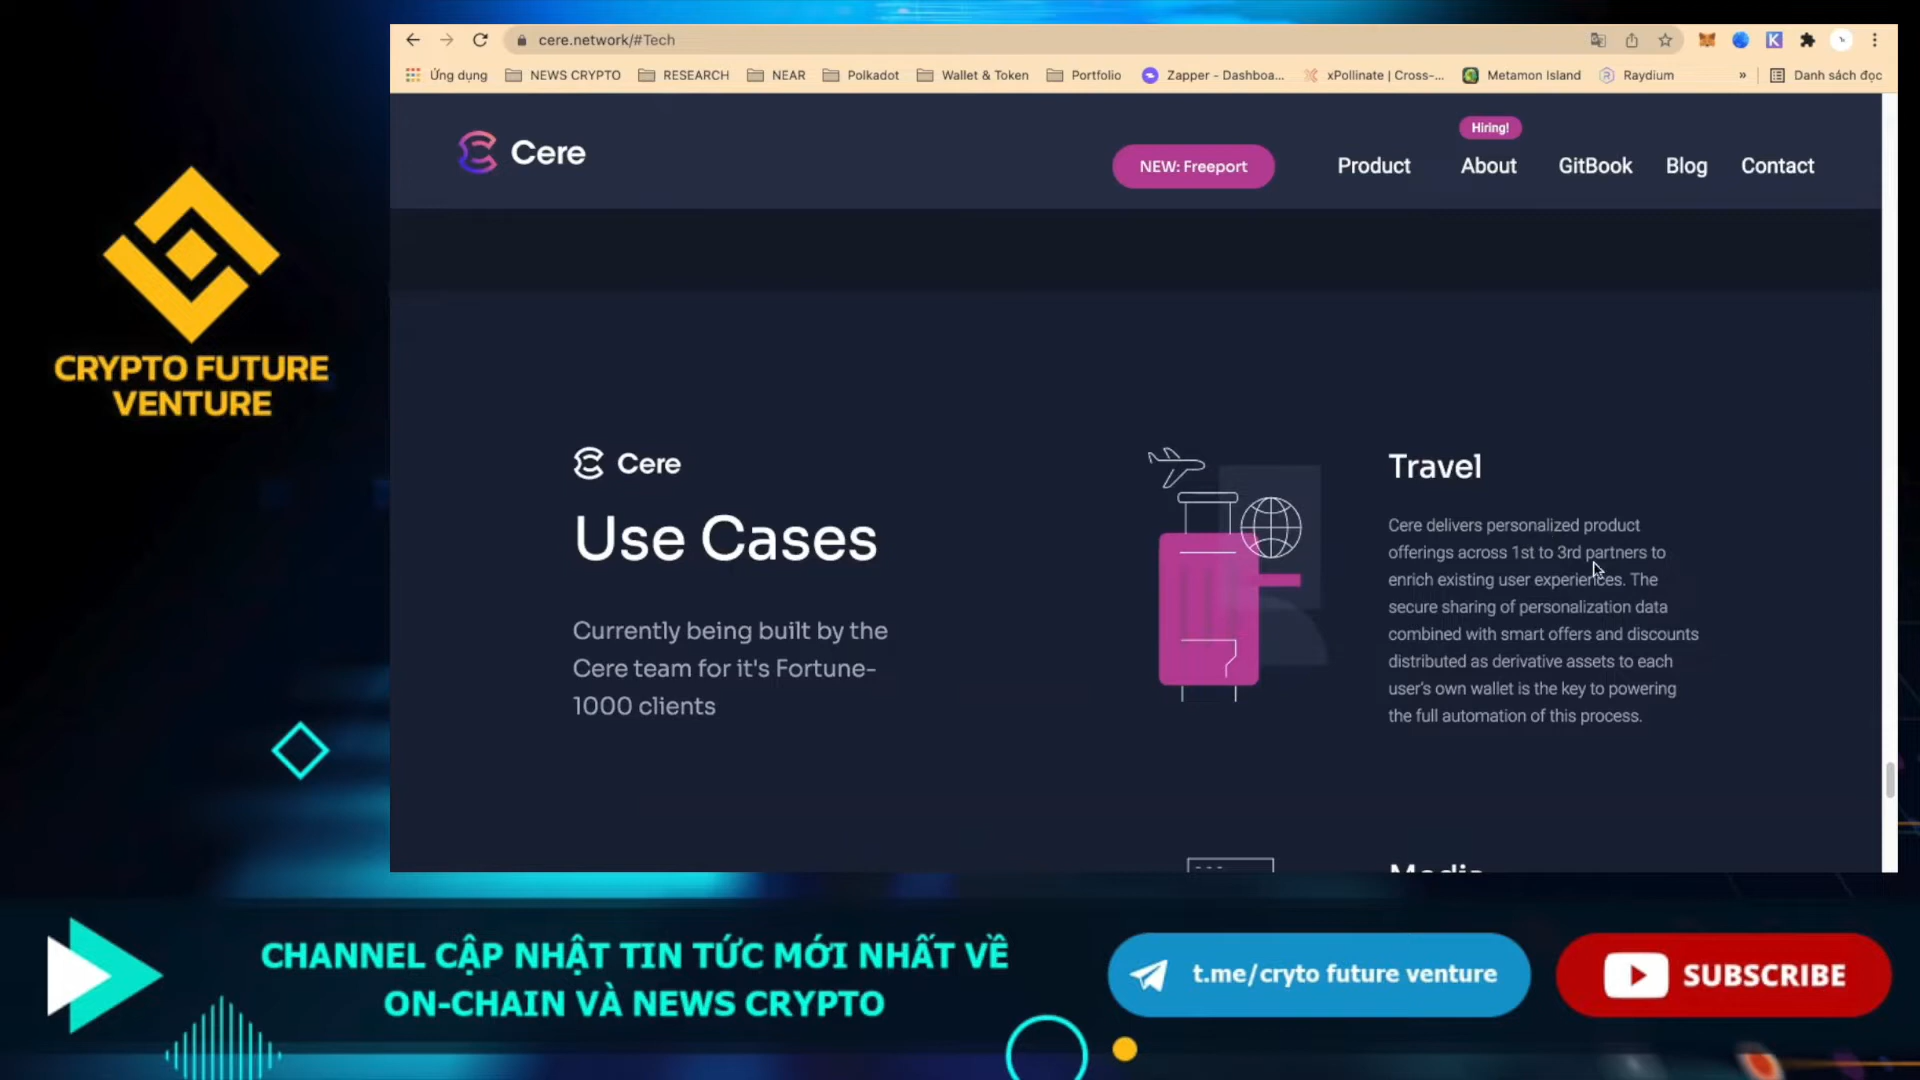 cere.network/#Tech
Ứng dụng NEWS CRYPTO RESEARCH NEAR Polkadot Wallet & Token Portfolio Zapper - Dashboa... xPollinate | Cross-... Metamon Island Raydium » Danh sách đọc
Hiring!
Cere NEW: Freeport Product About GitBook Blog Contact
CRYPTO FUTURE
VENTURE
Cere
Use Cases
Currently being built by the
Cere team for it's Fortune-
1000 clients
Travel
Cere delivers personalized product
offerings across 1st to 3rd partners to
enrich existing user experiences. The
secure sharing of personalization data
combined with smart offers and discounts
distributed as derivative assets to each
user's own wallet is the key to powering
the full automation of this process.
Media
CHANNEL CẬP NHẬT TIN TỨC MỚI NHẤT VỀ
ON-CHAIN VÀ NEWS CRYPTO
t.me/cryto future venture
SUBSCRIBE